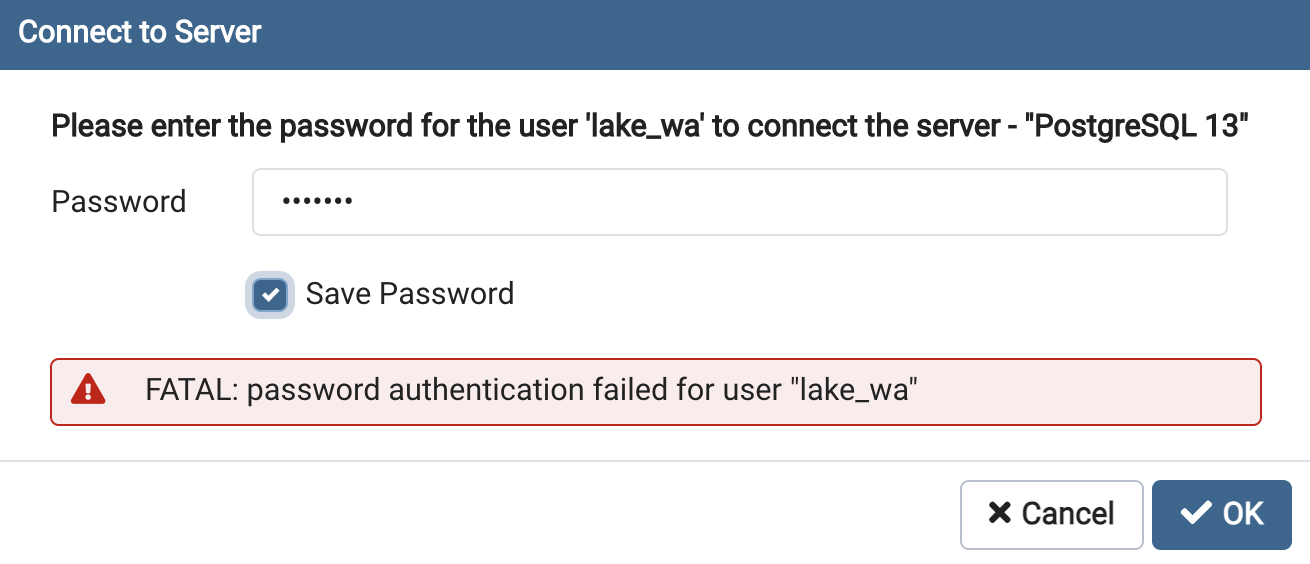 Connect to Server
Please enter the password for the user 'lake_wa' to connect the server - "PostgreSQL 13"
Password •••••••
Save Password
FATAL: password authentication failed for user "lake_wa"
Cancel OK